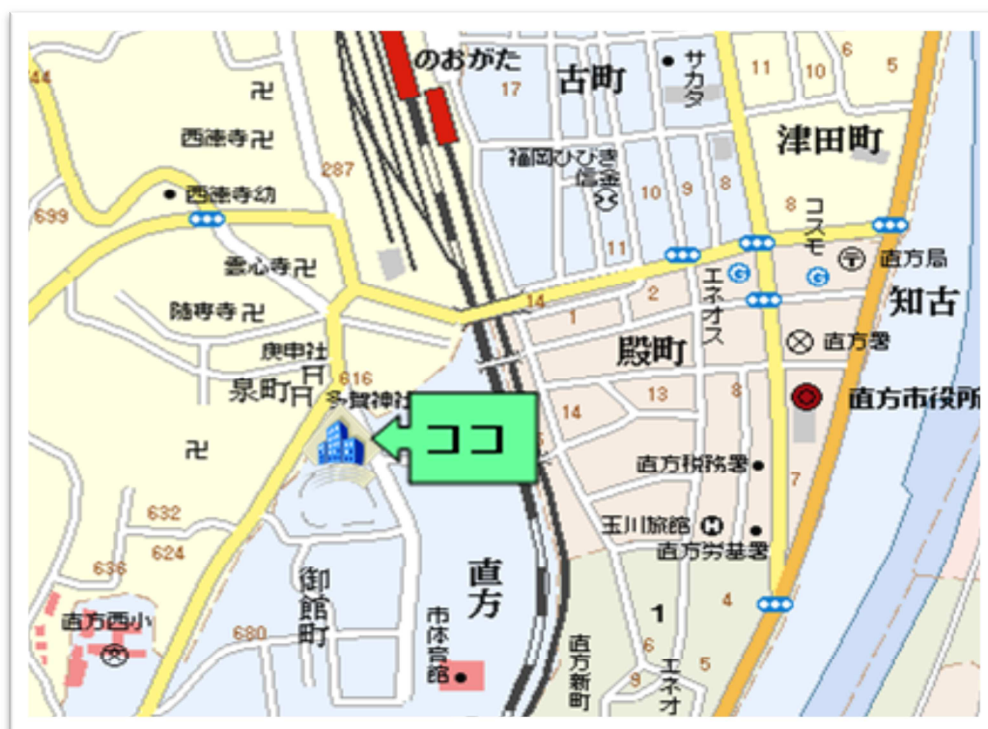 のおがた
古町
サカタ
11
10
6
5
44
17
津田町
西徳寺
福岡ひびき
信金
287
西徳寺幼
10
9
8
8
コスモ
699
11
直方局
雲心寺
エネオス
14
2
知古
随専寺
1
殿町
直方署
庚申社
泉町
616
多賀神社
13
8
直方市役所
14
ココ
直方税務署
7
632
玉川旅館
直方労基署
624
636
直方
御館町
4
1
直方西小
市体育館
680
直方新町
6
5
9
エネオ